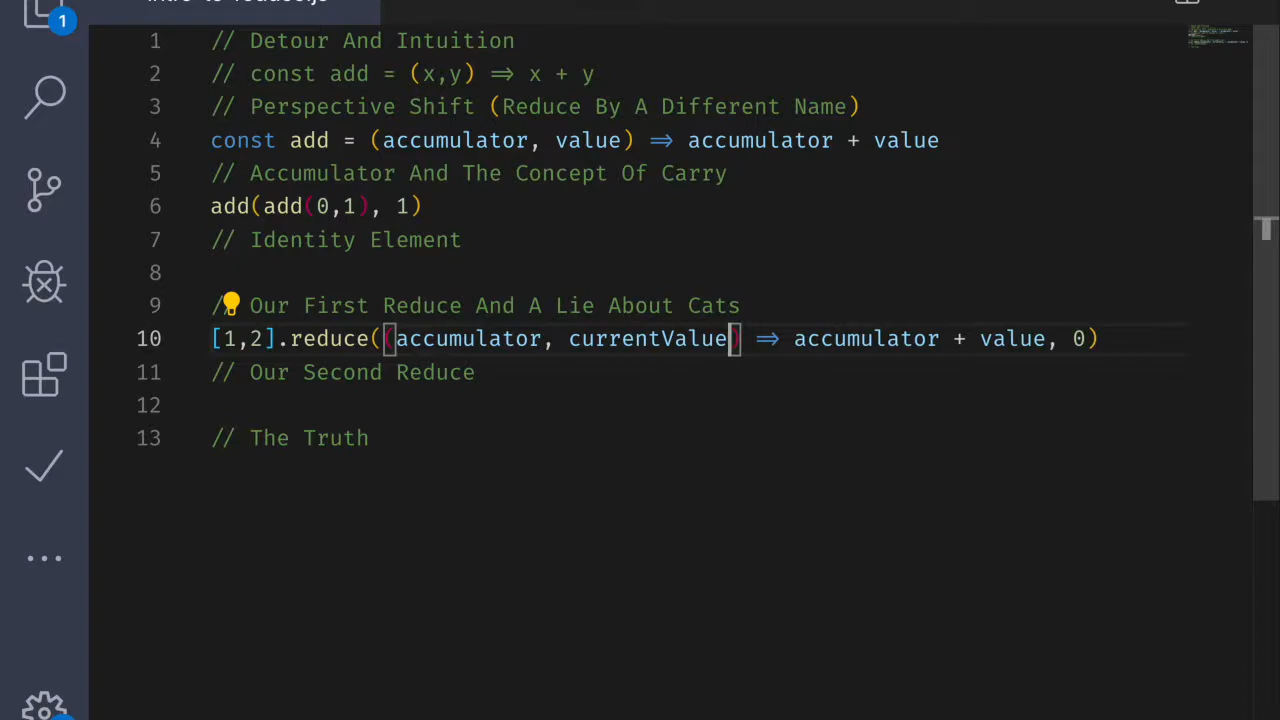 1
1 // Detour And Intuition
2 // const add = (x,y) => x + y
3 // Perspective Shift (Reduce By A Different Name)
4 const add = (accumulator, value) => accumulator + value
5 // Accumulator And The Concept Of Carry
6 add(add(0,1), 1)
7 // Identity Element
8
9 // Our First Reduce And A Lie About Cats
10 [1,2].reduce((accumulator, currentValue) => accumulator + value, 0)
11 // Our Second Reduce
12
13 // The Truth